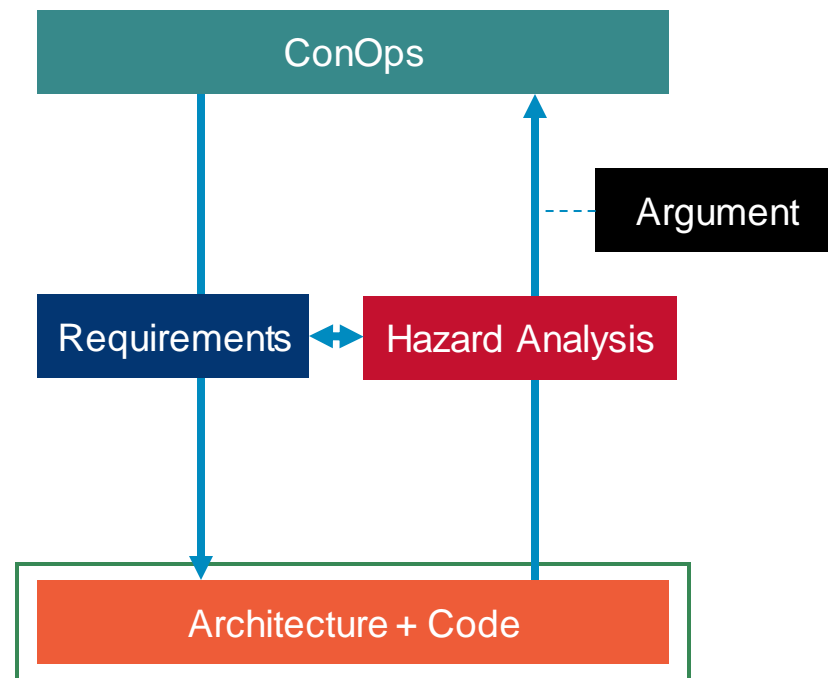 ConOps
Argument
Requirements
Hazard Analysis
Architecture + Code